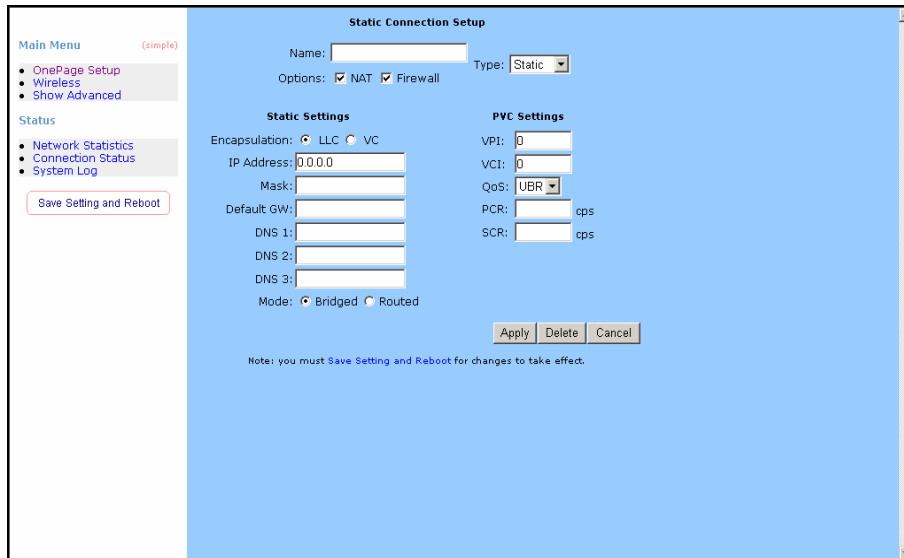 Static Connection Setup
Main Menu (simple)
OnePage Setup
Wireless
Show Advanced
Status
Network Statistics
Connection Status
System Log
Save Setting and Reboot
Name:
Type: Static
Options: NAT Firewall
Static Settings
Encapsulation: LLC VC
IP Address: 0.0.0.0
Mask:
Default GW:
DNS 1:
DNS 2:
DNS 3:
Mode: Bridged Routed
PVC Settings
VPI: 0
VCI: 0
QoS: UBR
PCR: cps
SCR: cps
Apply Delete Cancel
Note: you must Save Setting and Reboot for changes to take effect.